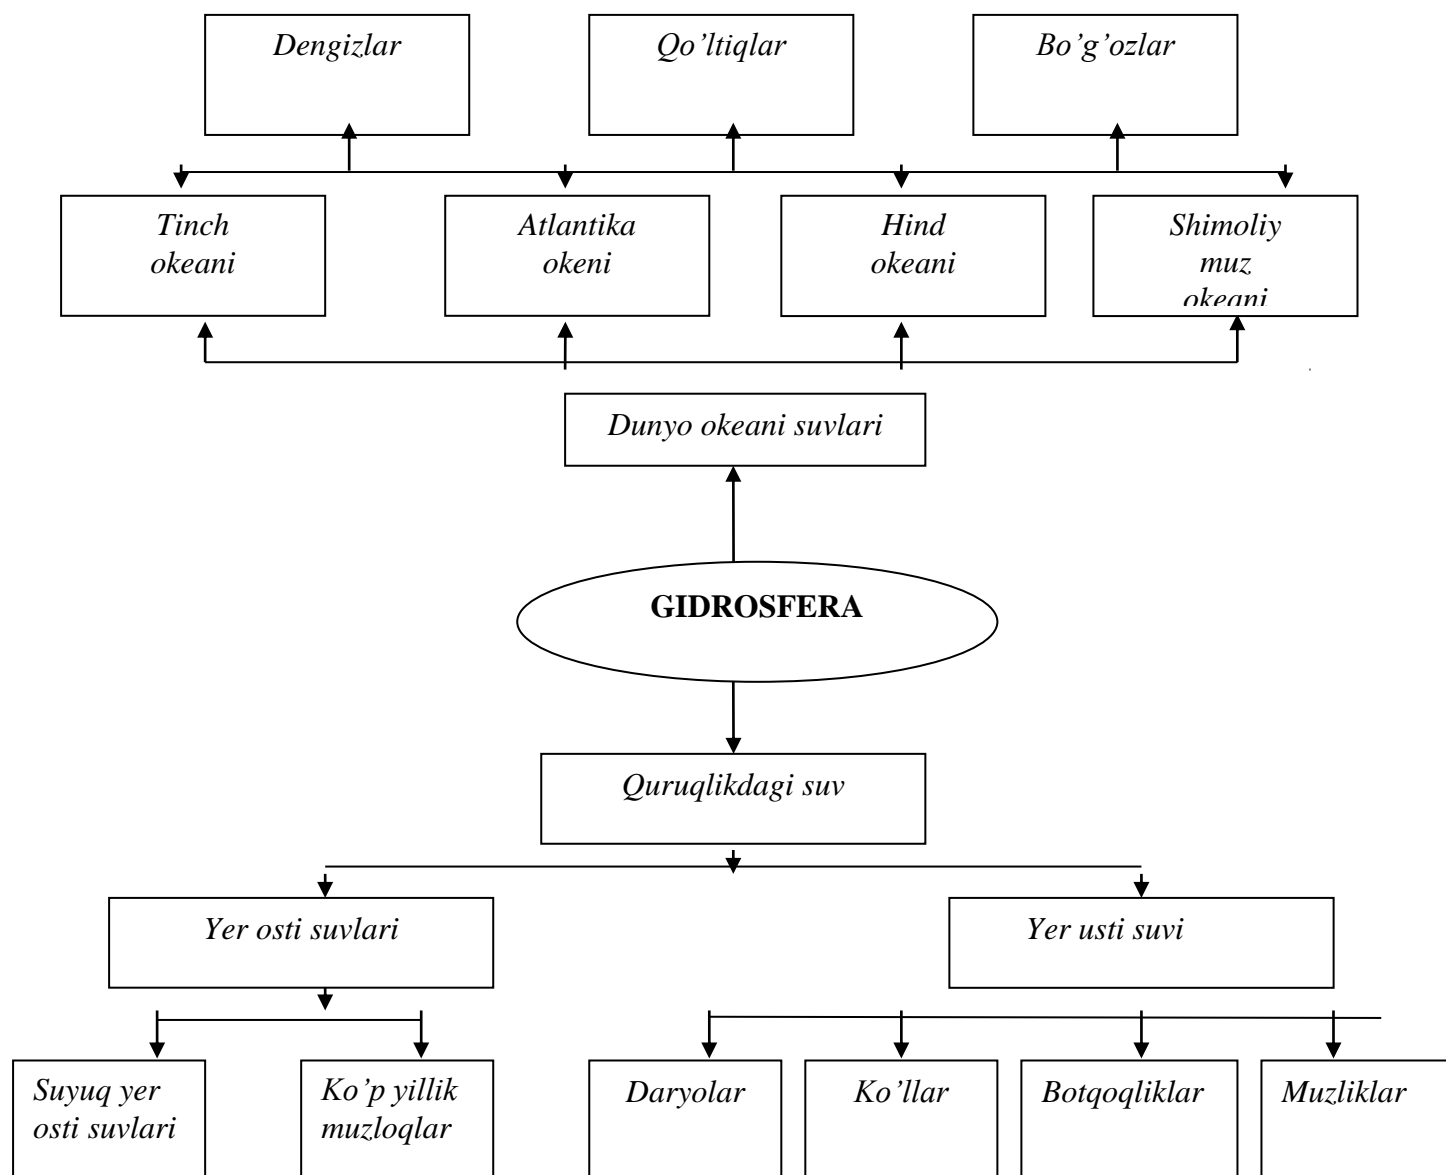 Dengizlar
Qo’ltiqlar
Bo’g’ozlar
Tinch
okeani
Atlantika
okeni
Hind
okeani
Shimoliy
muz
okeani
Dunyo okeani suvlari
GIDROSFERA
Quruqlikdagi suv
Yer osti suvlari
Yer usti suvi
Suyuq yer
osti suvlari
Ko’p yillik
muzloqlar
Daryolar
Ko’llar
Botqoqliklar
Muzliklar